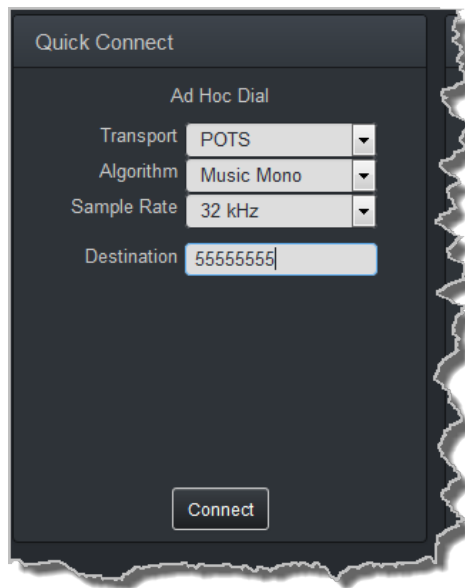 Quick Connect
Ad Hoc Dial
Transport POTS
Algorithm Music Mono
Sample Rate 32 kHz
Destination 55555555
Connect